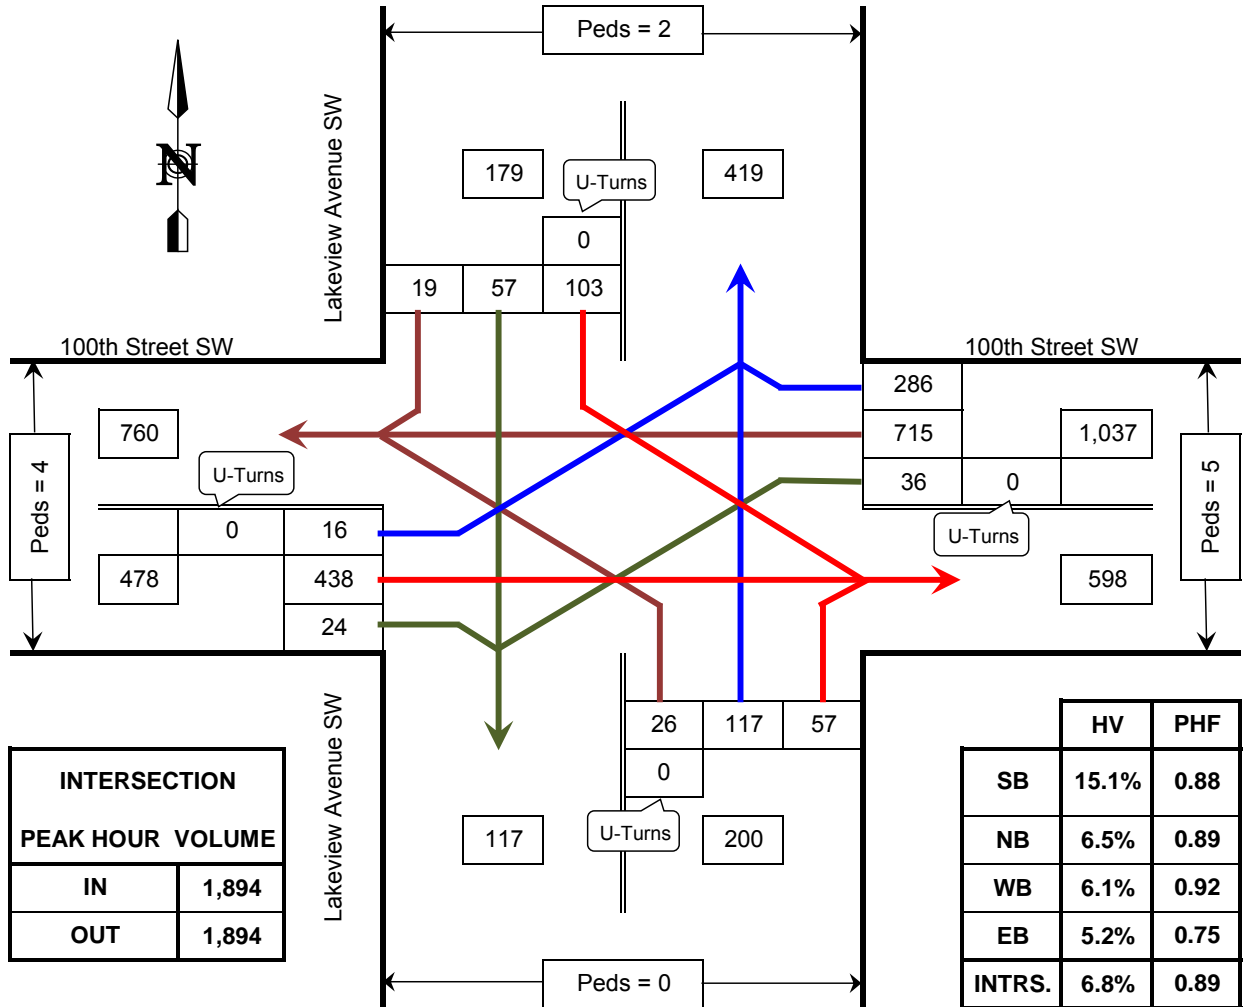 Peds = 2
N
Lakeview Avenue SW
179
U-Turns
419
0
19 57 103
100th Street SW
100th Street SW
286
760
715
1,037
Peds = 4
U-Turns
36
0
Peds = 5
0
16
U-Turns
478
438
598
24
Lakeview Avenue SW
26 117 57
0
U-Turns
117
200
INTERSECTION
PEAK HOUR VOLUME
IN 1,894
OUT 1,894
HV PHF
SB 15.1% 0.88
NB 6.5% 0.89
WB 6.1% 0.92
EB 5.2% 0.75
INTRS. 6.8% 0.89
Peds = 0